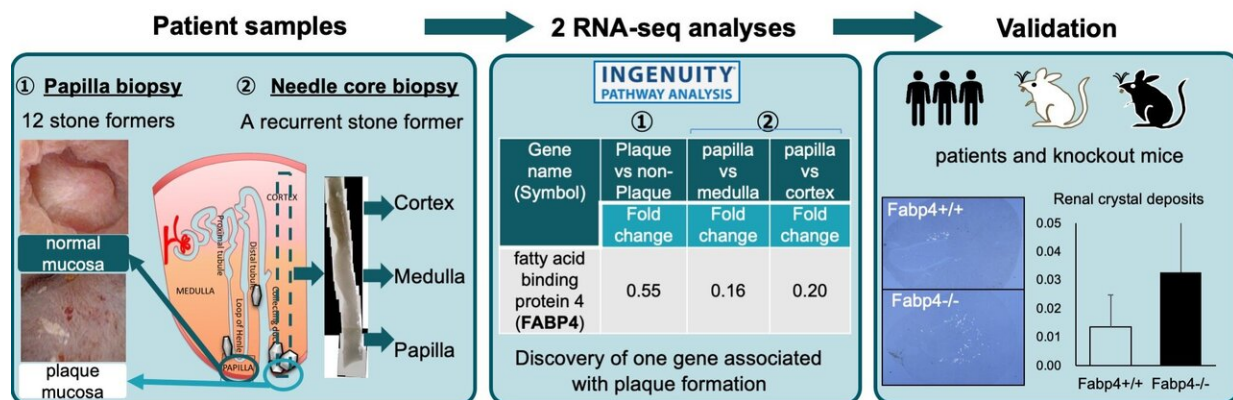 Patient samples
2 RNA-seq analyses
Validation
① Papilla biopsy
12 stone formers
normal
mucosa
plaque
mucosa
② Needle core biopsy
A recurrent stone former
CORTEX
Proximal tubule
Distal tubule
MEDULLA
Loop of Henle
Collecting duct
PAPILLA
Cortex
Medulla
Papilla
INGENUITY
PATHWAY ANALYSIS
① ②
Gene name (Symbol)
Plaque vs non-Plaque
papilla vs medulla
papilla vs cortex
Fold change
Fold change
Fold change
fatty acid binding protein 4 (FABP4)
0.55
0.16
0.20
Discovery of one gene associated
with plaque formation
patients and knockout mice
Fabp4+/+
Fabp4-/-
Renal crystal deposits
0.05
0.04
0.03
0.02
0.01
0.00
Fabp4+/+ Fabp4-/-